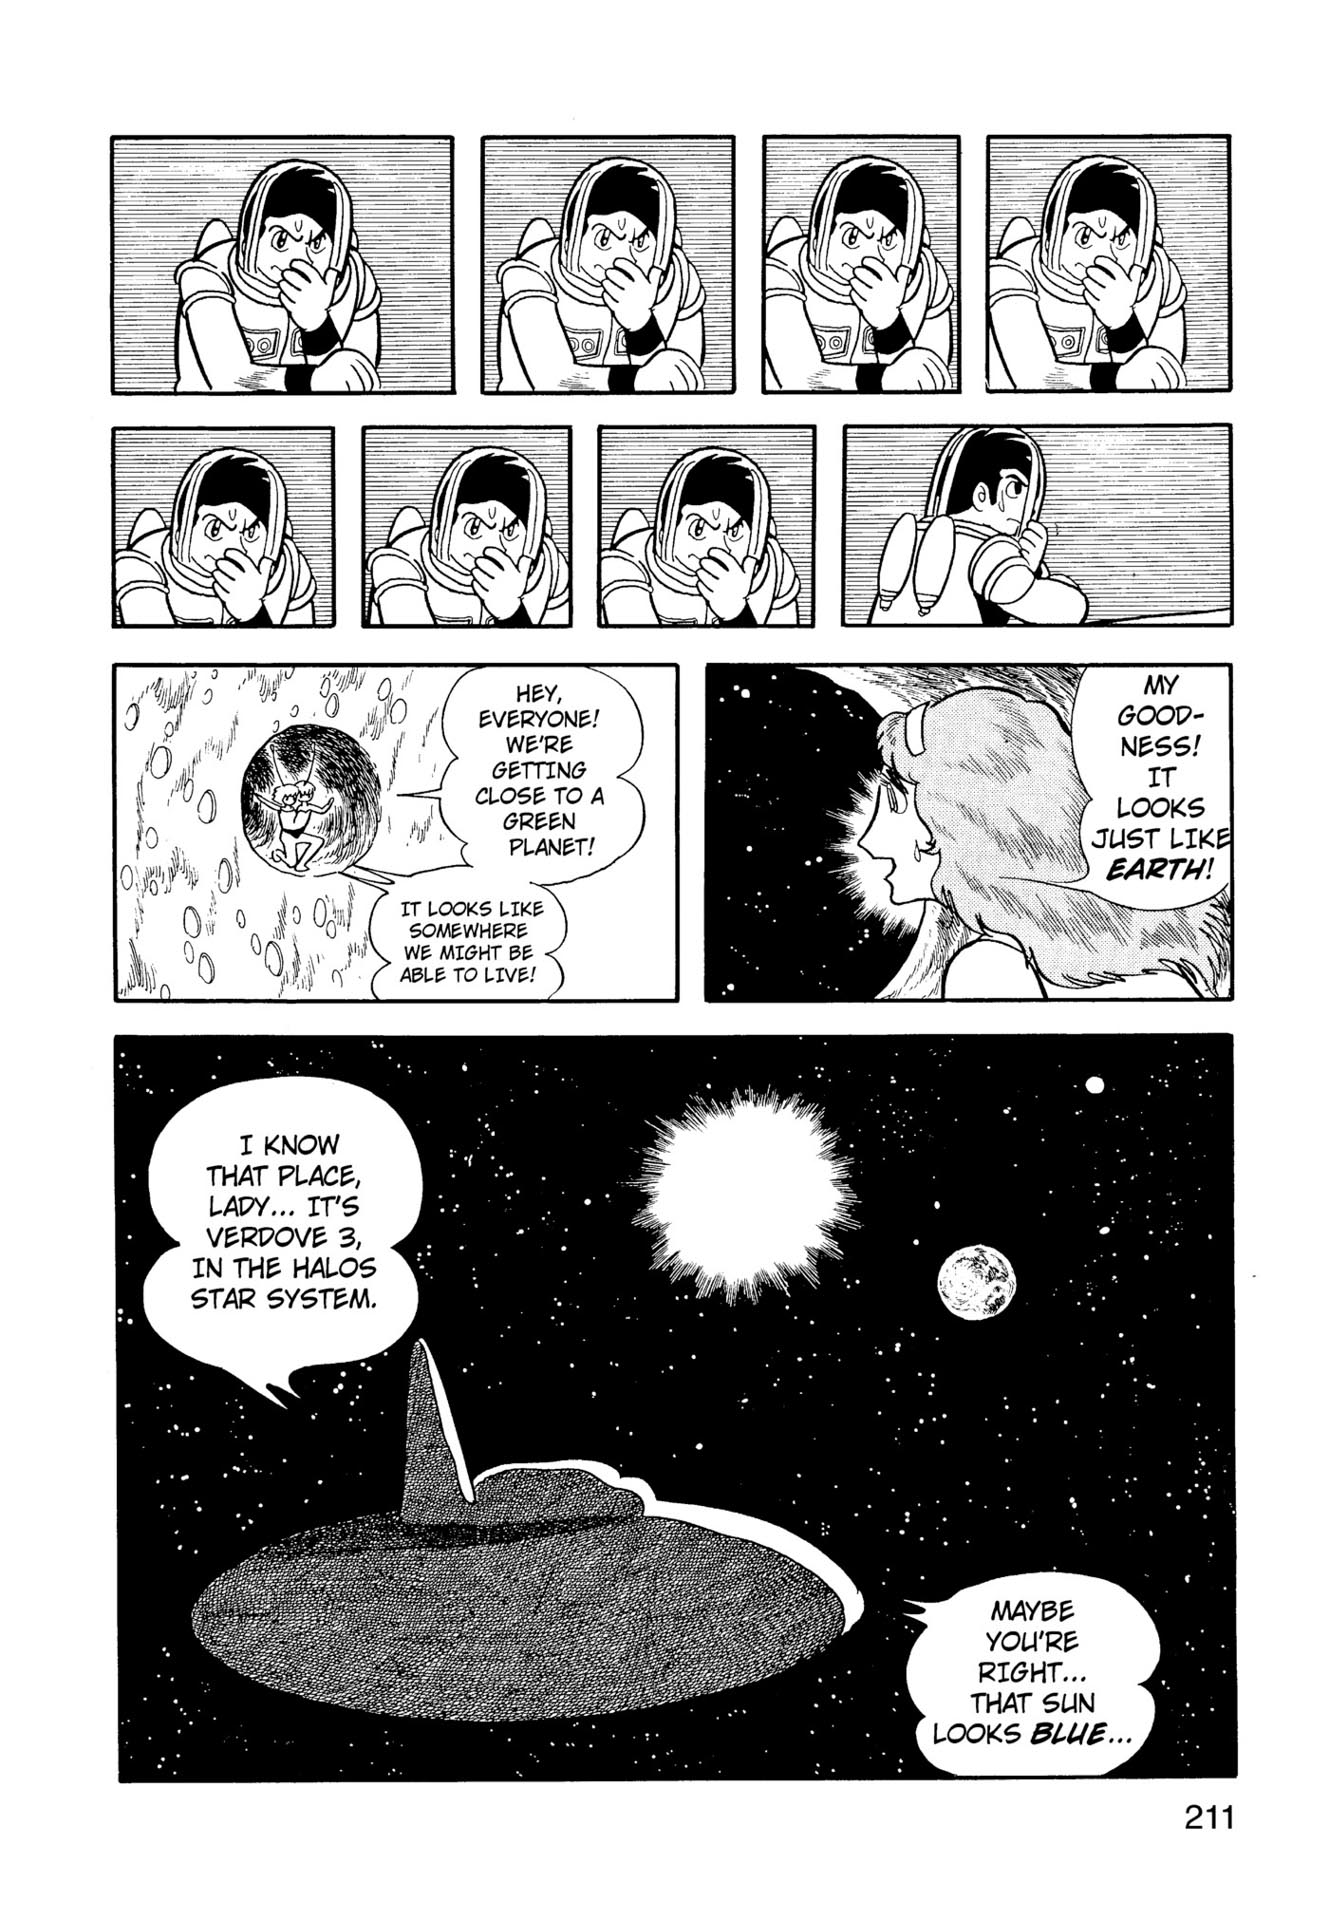 HEY,
EVERYONE!
WE'RE
GETTING
CLOSE TO A
GREEN
PLANET!
IT LOOKS LIKE
SOMEWHERE
WE MIGHT BE
ABLE TO LIVE!
MY
GOOD-
NESS!
IT
LOOKS
JUST LIKE
EARTH!
I KNOW
THAT PLACE,
LADY... IT'S
VERDOVE 3,
IN THE HALOS
STAR SYSTEM.
MAYBE
YOU'RE
RIGHT...
THAT SUN
LOOKS BLUE...
211